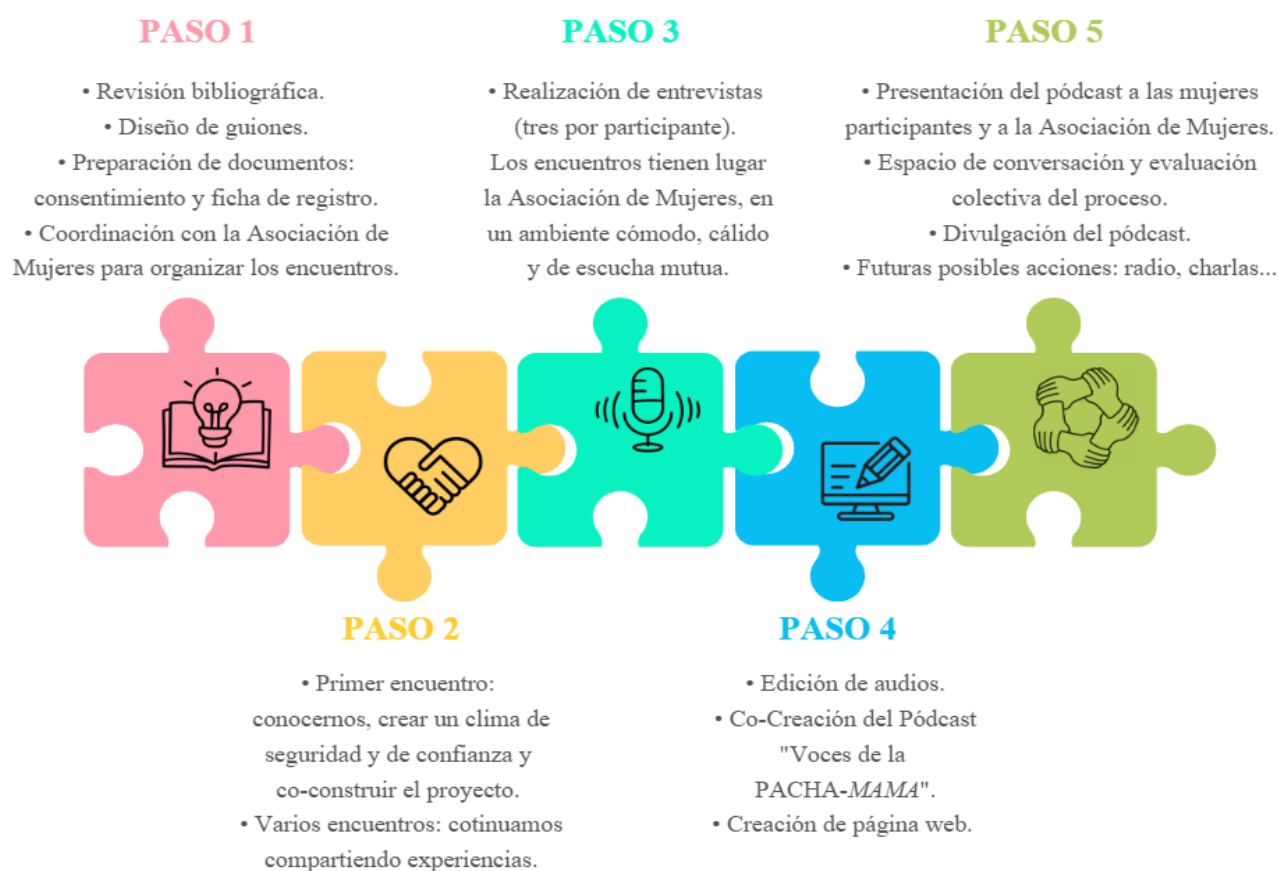 PASO 1
• Revisión bibliográfica.
• Diseño de guiones.
• Preparación de documentos:
consentimiento y ficha de registro.
• Coordinación con la Asociación de
Mujeres para organizar los encuentros.
PASO 3
• Realización de entrevistas
(tres por participante).
Los encuentros tienen lugar
la Asociación de Mujeres, en
un ambiente cómodo, cálido
y de escucha mutua.
PASO 5
• Presentación del pódcast a las mujeres
participantes y a la Asociación de Mujeres.
• Espacio de conversación y evaluación
colectiva del proceso.
• Divulgación del pódcast.
• Futuras posibles acciones: radio, charlas...
PASO 2
• Primer encuentro:
conocernos, crear un clima de
seguridad y de confianza y
co-construir el proyecto.
• Varios encuentros: cotinuamos
compartiendo experiencias.
PASO 4
• Edición de audios.
• Co-Creación del Pódcast
"Voces de la
PACHA-MAMA".
• Creación de página web.